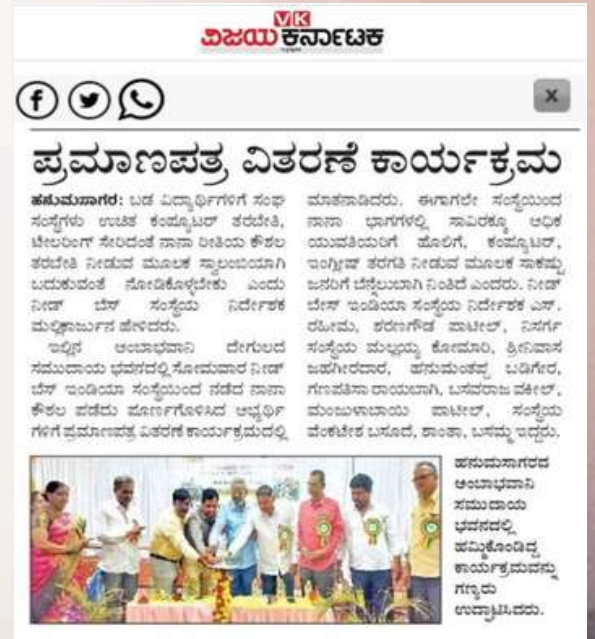 VK
ವಿಜಯ ಕರ್ನಾಟಕ
f
X
ಪ್ರಮಾಣಪತ್ರ ವಿತರಣೆ ಕಾರ್ಯಕ್ರಮ
ಹನುಮಸಾಗರ: ಬಡ ವಿದ್ಯಾರ್ಥಿಗಳಿಗೆ ಸಂಘ
ಸಂಸ್ಥೆಗಳು ಉಚಿತ ಕಂಪ್ಯೂಟರ್ ತರಬೇತಿ,
ಟೇಲರಿಂಗ್ ಸೇರಿದಂತೆ ನಾನಾ ರೀತಿಯ ಕೌಶಲ
ತರಬೇತಿ ನೀಡುವ ಮೂಲಕ ಸ್ವಾಲಂಬಿಯಾಗಿ
ಬದುಕುವಂತೆ ನೋಡಿಕೊಳ್ಳಬೇಕು ಎಂದು
ನೀಡ್ ಬೆಸ್ ಸಂಸ್ಥೆಯ ನಿರ್ದೇಶಕ
ಮಲ್ಲಿಕಾರ್ಜುನ ಹೇಳಿದರು.
ಇಲ್ಲಿನ ಅಂಬಾಭವಾನಿ ದೇಗುಲದ
ಸಮುದಾಯ ಭವನದಲ್ಲಿ ಸೋಮವಾರ ನೀಡ್
ಬೆಸ್ ಇಂಡಿಯಾ ಸಂಸ್ಥೆಯಿಂದ ನಡೆದ ನಾನಾ
ಕೌಶಲ ಪಡೆದು ಪೂರ್ಣಗೊಳಿಸಿದ ಅಭ್ಯರ್ಥಿ
ಗಳಿಗೆ ಪ್ರಮಾಣಪತ್ರ ವಿತರಣೆ ಕಾರ್ಯಕ್ರಮದಲ್ಲಿ
ಮಾತನಾಡಿದರು. ಈಗಾಗಲೇ ಸಂಸ್ಥೆಯಿಂದ
ನಾನಾ ಭಾಗಗಳಲ್ಲಿ ಸಾವಿರಕ್ಕೂ ಅಧಿಕ
ಯುವತಿಯರಿಗೆ ಹೊಲಿಗೆ, ಕಂಪ್ಯೂಟರ್,
ಇಂಗ್ಲೀಷ್ ತರಗತಿ ನೀಡುವ ಮೂಲಕ ಸಾಕಷ್ಟು
ಜನರಿಗೆ ಬೆನ್ನೆಲುಬಾಗಿ ನಿಂತಿದೆ ಎಂದರು. ನೀಡ್
ಬೇಸ್ ಇಂಡಿಯಾ ಸಂಸ್ಥೆಯ ನಿರ್ದೇಶಕ ಎಸ್.
ರಹೀಮ, ಶರಣಗೌಡ ಪಾಟೀಲ್, ನಿಸರ್ಗ
ಸಂಸ್ಥೆಯ ಮಲ್ಲಯ್ಯ ಕೋಮಾರಿ, ಶ್ರೀನಿವಾಸ
ಜಹಗೀರದಾರ, ಹನುಮಂತಪ್ಪ ಬಡಿಗೇರ,
ಗಣಪತಿಸಾ ರಾಯಬಾಗಿ, ಬಸವರಾಜ ವಕೀಲ್,
ಮಂಜುಳಾಬಾಯಿ ಪಾಟೀಲ್, ಸಂಸ್ಥೆಯ
ವೆಂಕಟೇಶ ಬಸೂದೆ, ಶಾಂತಾ, ಬಸಮ್ಮ ಇದ್ದರು.
ಹನುಮಸಾಗರದ
ಅಂಬಾಭವಾನಿ
ಸಮುದಾಯ
ಭವನದಲ್ಲಿ
ಹಮ್ಮಿಕೊಂಡಿದ್ದ
ಕಾರ್ಯಕ್ರಮವನ್ನು
ಗಣ್ಯರು
ಉದ್ಘಾಟಿಸಿದರು.